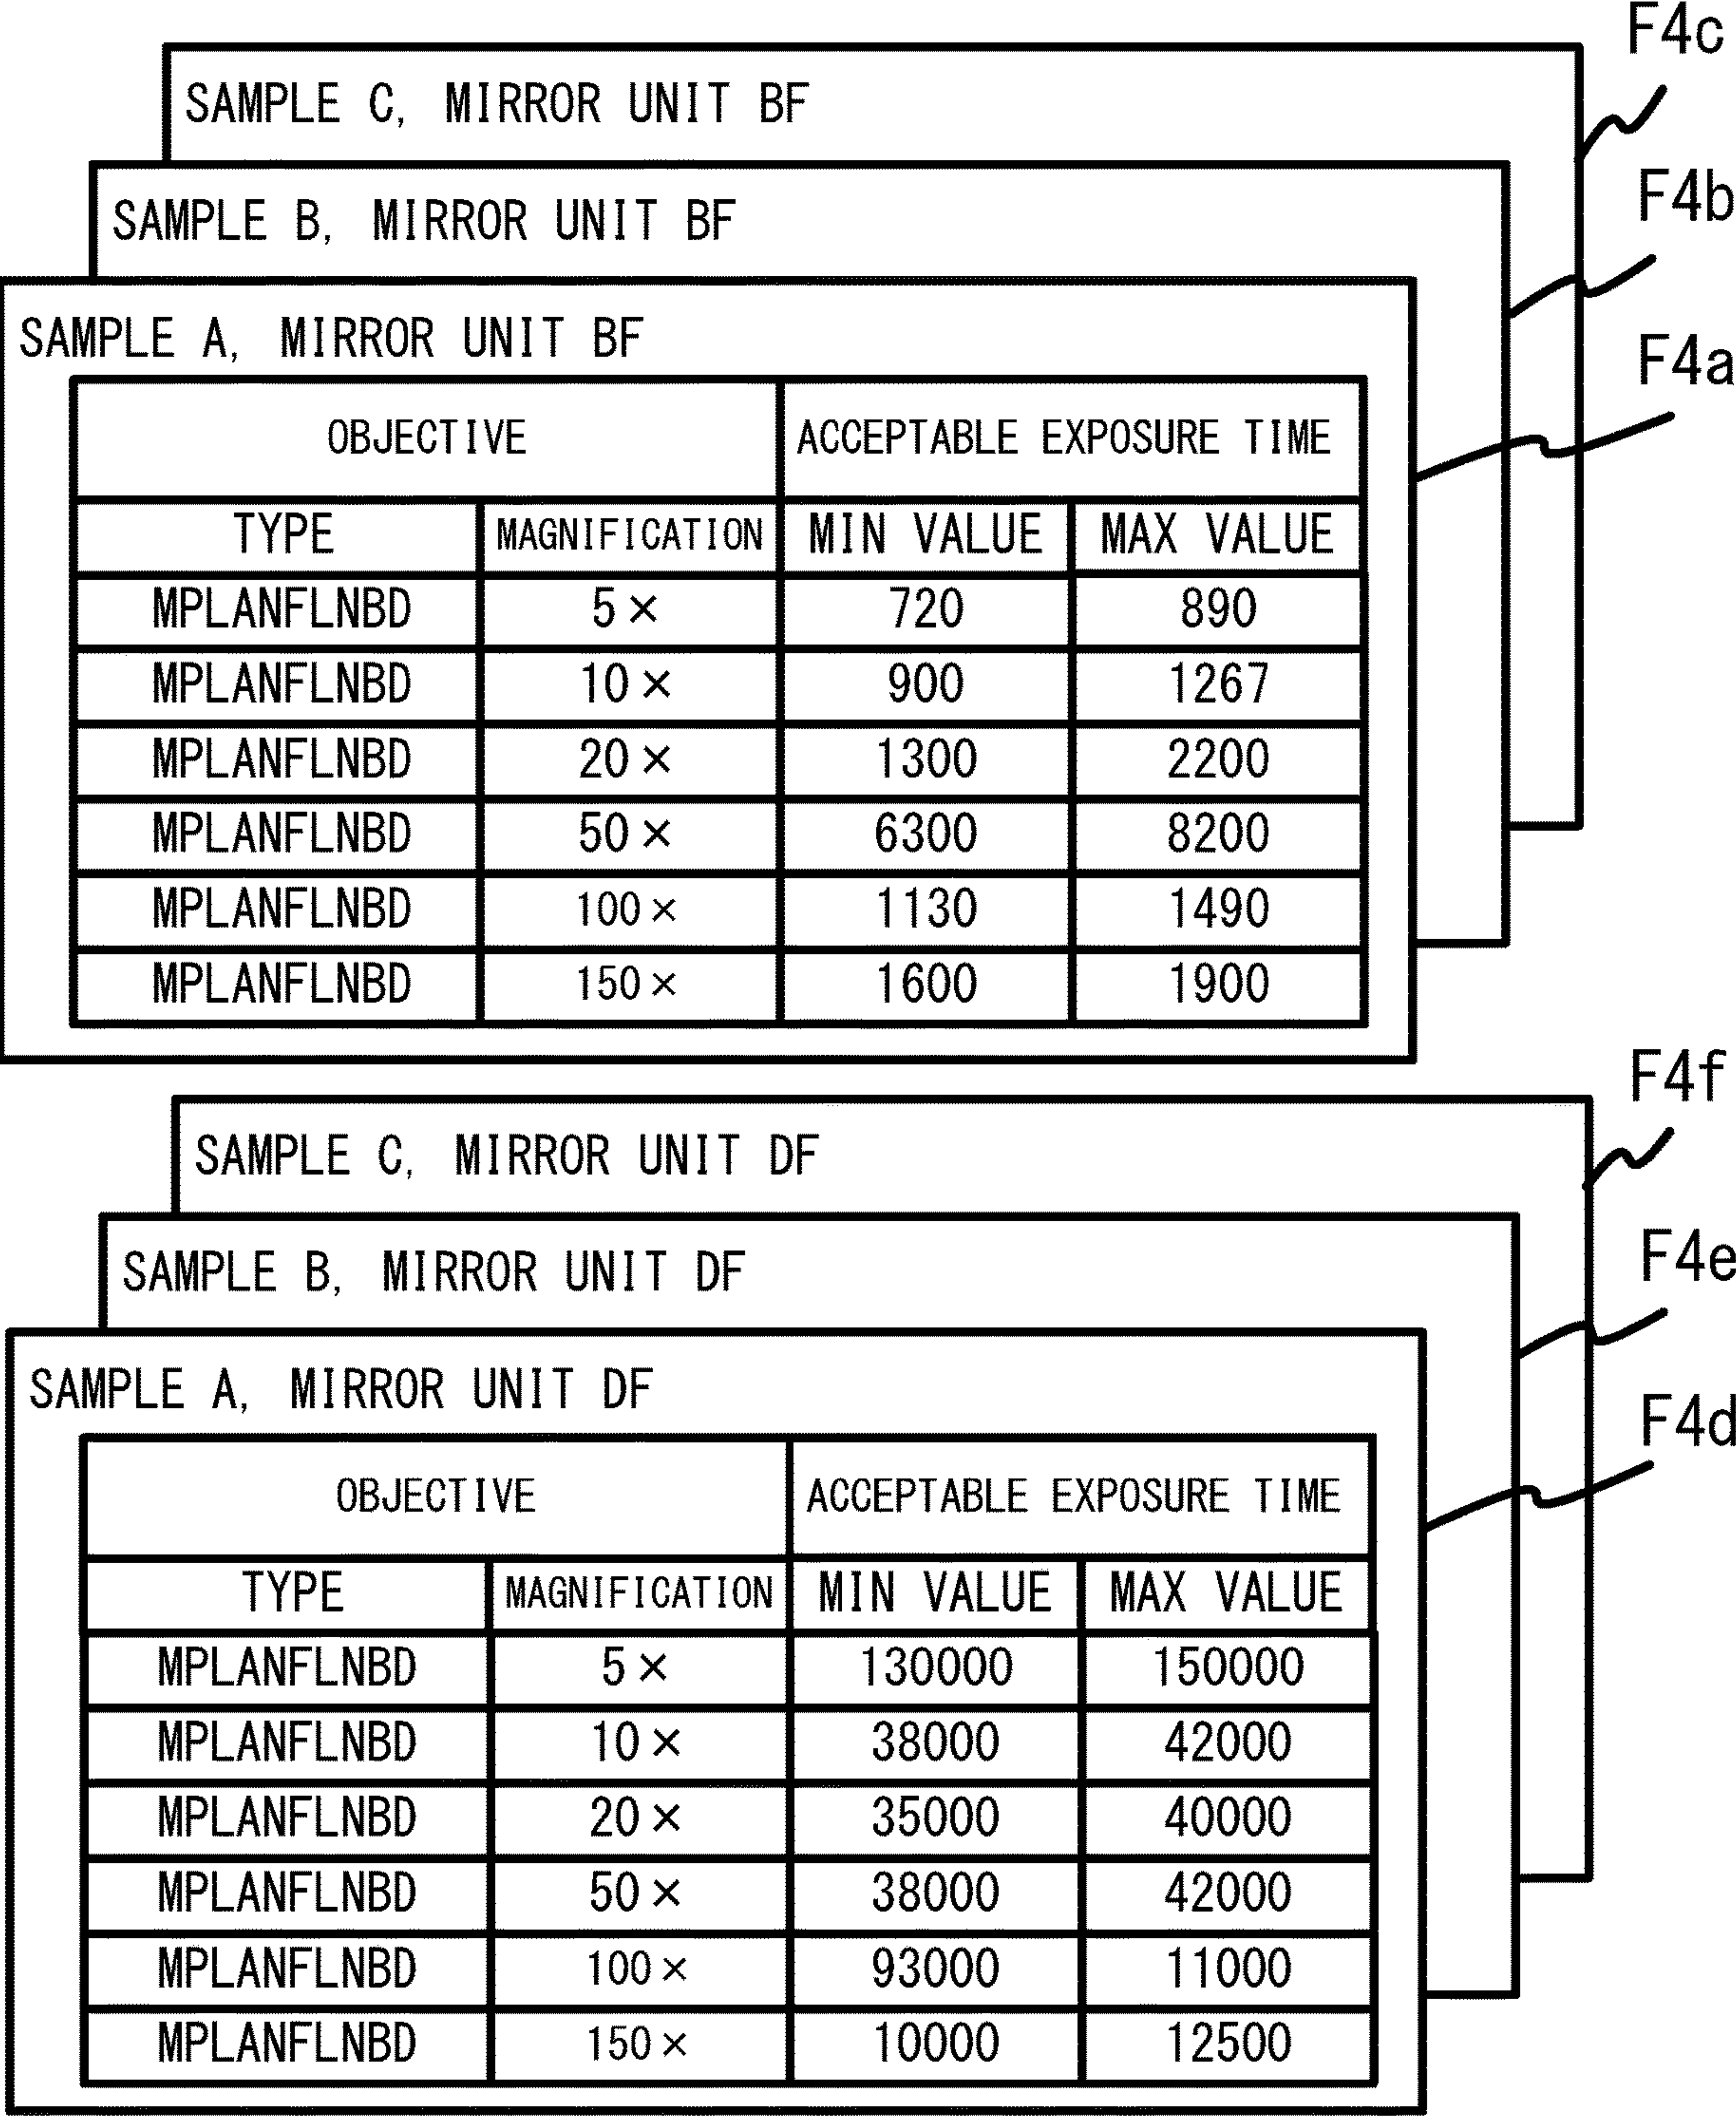 F4c
SAMPLE C, MIRROR UNIT BF
F4b
SAMPLE B, MIRROR UNIT BF
F4a
SAMPLE A, MIRROR UNIT BF
OBJECTIVE ACCEPTABLE EXPOSURE TIME
TYPE MAGNIFICATION MIN VALUE MAX VALUE
MPLANFLNBD 5× 720 890
MPLANFLNBD 10× 900 1267
MPLANFLNBD 20× 1300 2200
MPLANFLNBD 50× 6300 8200
MPLANFLNBD 100× 1130 1490
MPLANFLNBD 150× 1600 1900
F4f
SAMPLE C, MIRROR UNIT DF
F4e
SAMPLE B, MIRROR UNIT DF
F4d
SAMPLE A, MIRROR UNIT DF
OBJECTIVE ACCEPTABLE EXPOSURE TIME
TYPE MAGNIFICATION MIN VALUE MAX VALUE
MPLANFLNBD 5× 130000 150000
MPLANFLNBD 10× 38000 42000
MPLANFLNBD 20× 35000 40000
MPLANFLNBD 50× 38000 42000
MPLANFLNBD 100× 93000 11000
MPLANFLNBD 150× 10000 12500